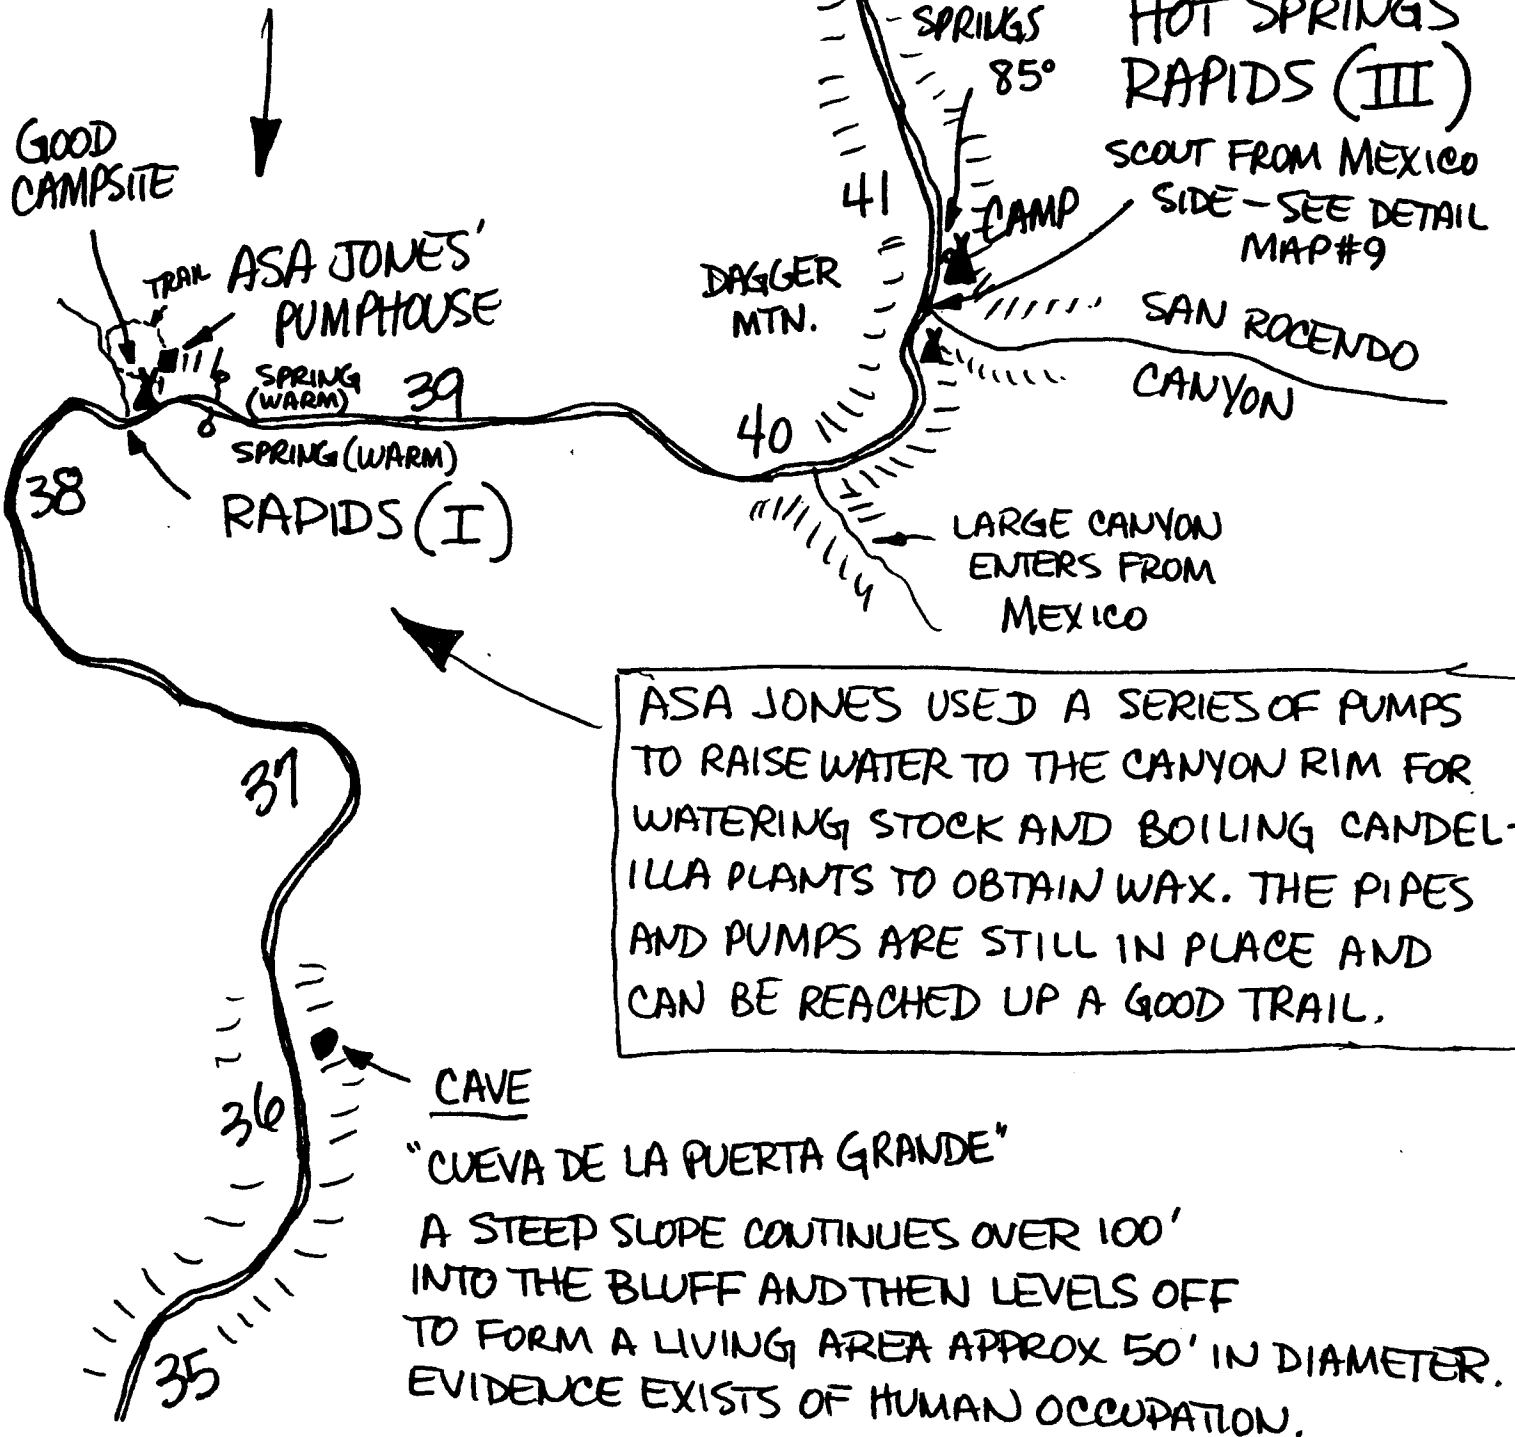 SPRINGS
85°
HOT SPRINGS
RAPIDS (III)
SCOUT FROM MEXICO
SIDE - SEE DETAIL
MAP #9
GOOD
CAMPSITE
TRAIL
ASA JONES'
PUMPHOUSE
41
CAMP
DAGGER
MTN.
SAN ROCENDO
CANYON
SPRING
(WARM)
39
40
SPRING (WARM)
38
RAPIDS (I)
LARGE CANYON
ENTERS FROM
MEXICO
37
ASA JONES USED A SERIES OF PUMPS
TO RAISE WATER TO THE CANYON RIM FOR
WATERING STOCK AND BOILING CANDEL-
ILLA PLANTS TO OBTAIN WAX. THE PIPES
AND PUMPS ARE STILL IN PLACE AND
CAN BE REACHED UP A GOOD TRAIL.
36
CAVE
"CUEVA DE LA PUERTA GRANDE"
A STEEP SLOPE CONTINUES OVER 100'
INTO THE BLUFF AND THEN LEVELS OFF
TO FORM A LIVING AREA APPROX 50' IN DIAMETER.
EVIDENCE EXISTS OF HUMAN OCCUPATION.
35